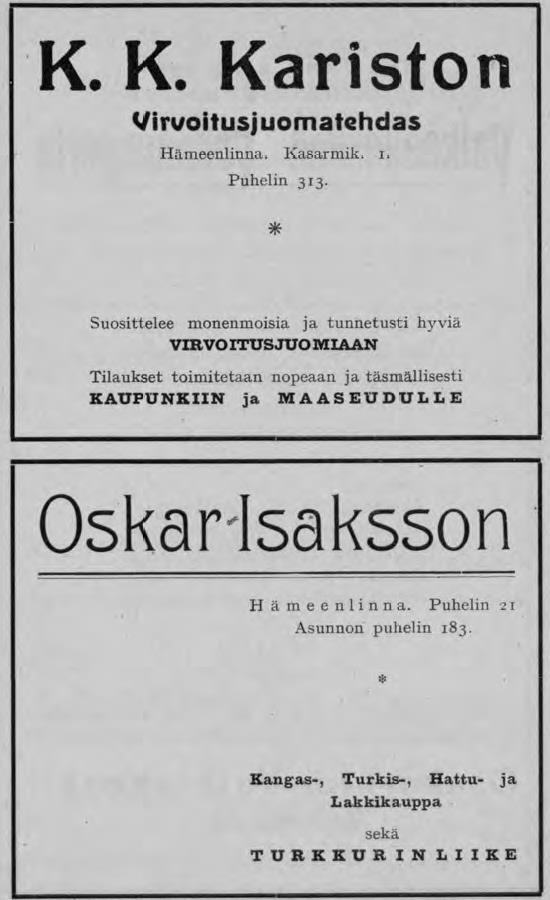 K. K. Kariston
Virvoitusjuomatehdas
Hämeenlinna. Kasarmik. 1.
Puhelin 313.
*
Suosittelee monenmoisia ja tunnetusti hyviä
VIRVOITUSJUOMIAAN
Tilaukset toimitetaan nopeaan ja täsmällisesti
KAUPUNKIIN ja MAASEUDULLE
Oskar Isaksson
Hämeenlinna. Puhelin 21
Asunnon puhelin 183.
*
Kangas-, Turkis-, Hattu- ja
Lakkikauppa
sekä
TURKKURINLIIKE